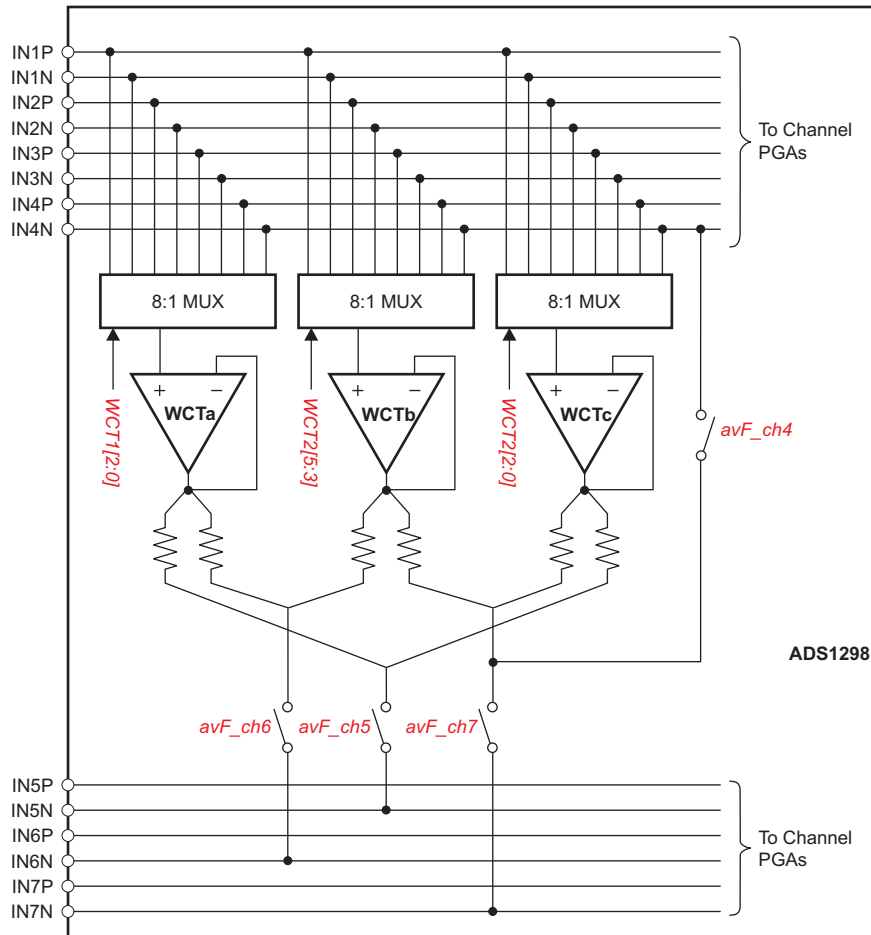 IN1P
IN1N
IN2P
IN2N
IN3P
IN3N
IN4P
IN4N
To Channel
PGAs
8:1 MUX
8:1 MUX
8:1 MUX
WCT1[2:0]
+ −
WCTa
WCT2[5:3]
+ −
WCTb
WCT2[2:0]
+ −
WCTc
avF_ch4
ADS1298
avF_ch6
avF_ch5
avF_ch7
IN5P
IN5N
IN6P
IN6N
IN7P
IN7N
To Channel
PGAs